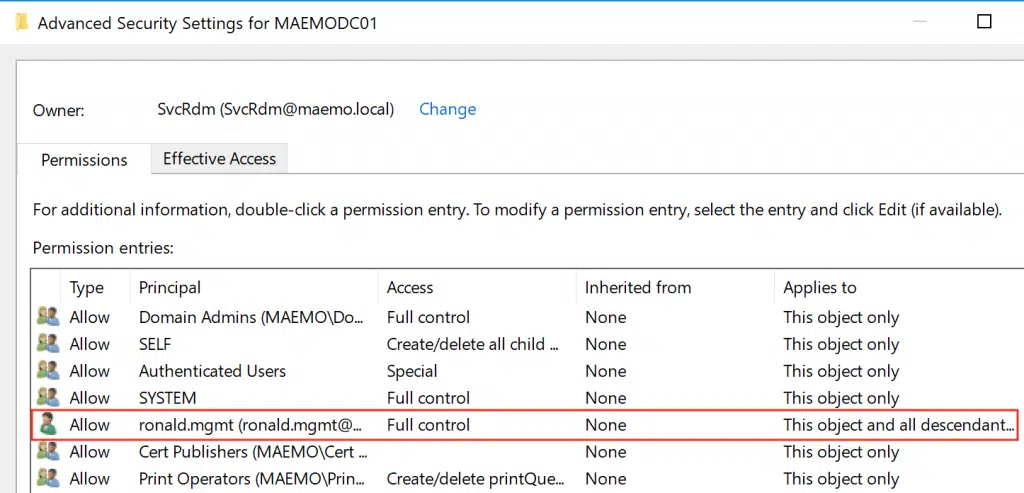 Advanced Security Settings for MAEMODC01
Owner: SvcRdm (SvcRdm@maemo.local) Change
Permissions Effective Access
For additional information, double-click a permission entry. To modify a permission entry, select the entry and click Edit (if available).
Permission entries:
Type Principal Access Inherited from Applies to
Allow Domain Admins (MAEMO\Do... Full control None This object only
Allow SELF Create/delete all child ... None This object only
Allow Authenticated Users Special None This object only
Allow SYSTEM Full control None This object only
Allow ronald.mgmt (ronald.mgmt@... Full control None This object and all descendant...
Allow Cert Publishers (MAEMO\Cert ... None This object only
Allow Print Operators (MAEMO\Prin... Create/delete printQue... None This object only